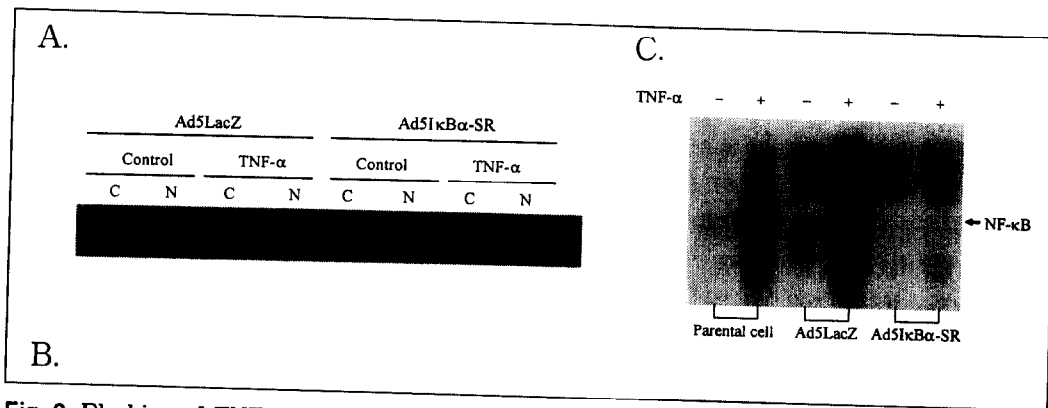 A.
Ad5LacZ Ad5IκBα-SR
Control TNF-α Control TNF-α
C N C N C N C N
B.
C.
TNF-α − + − + − +
NF-κB
Parental cell Ad5LacZ Ad5IκBα-SR